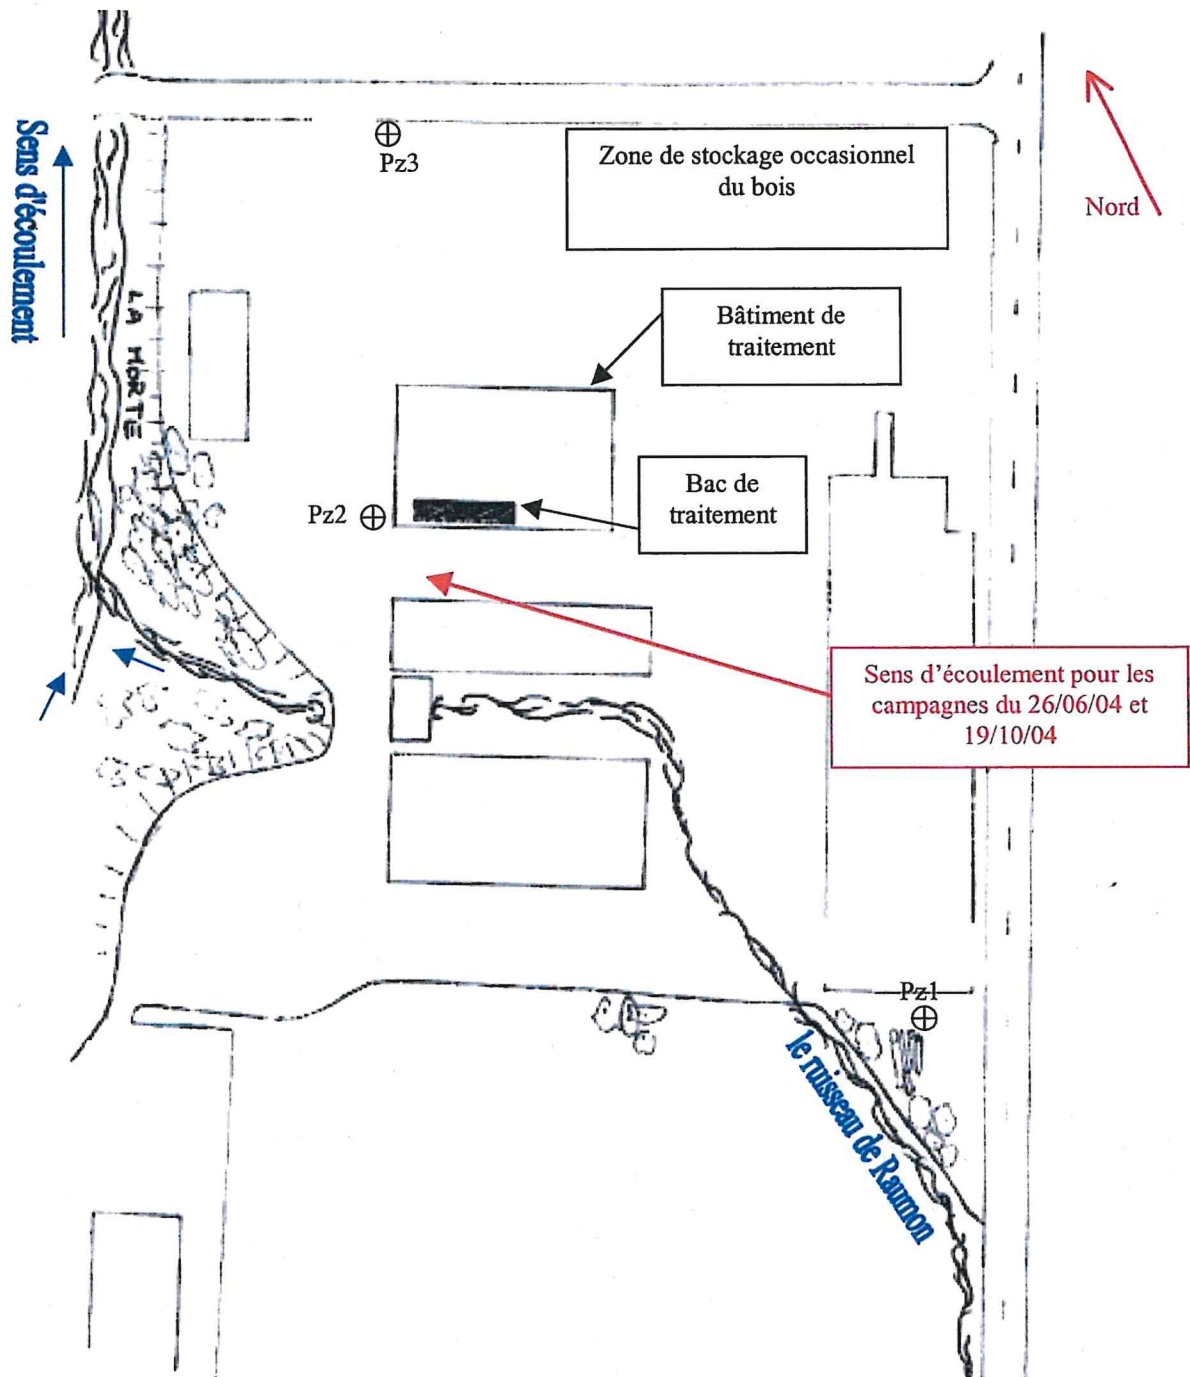 Sens d'écoulement
Pz3
Zone de stockage occasionnel
du bois
Nord
LA MORTE
Bâtiment de
traitement
Pz2
Bac de
traitement
Sens d'écoulement pour les
campagnes du 26/06/04 et
19/10/04
Pz1
le ruisseau de Raumon